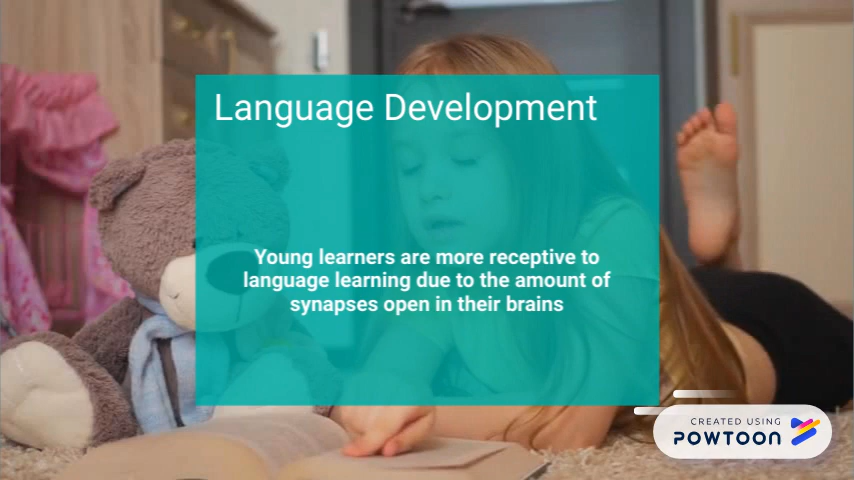 Language Development
Young learners are more receptive to
language learning due to the amount of
synapses open in their brains
CREATED USING
POWTOON